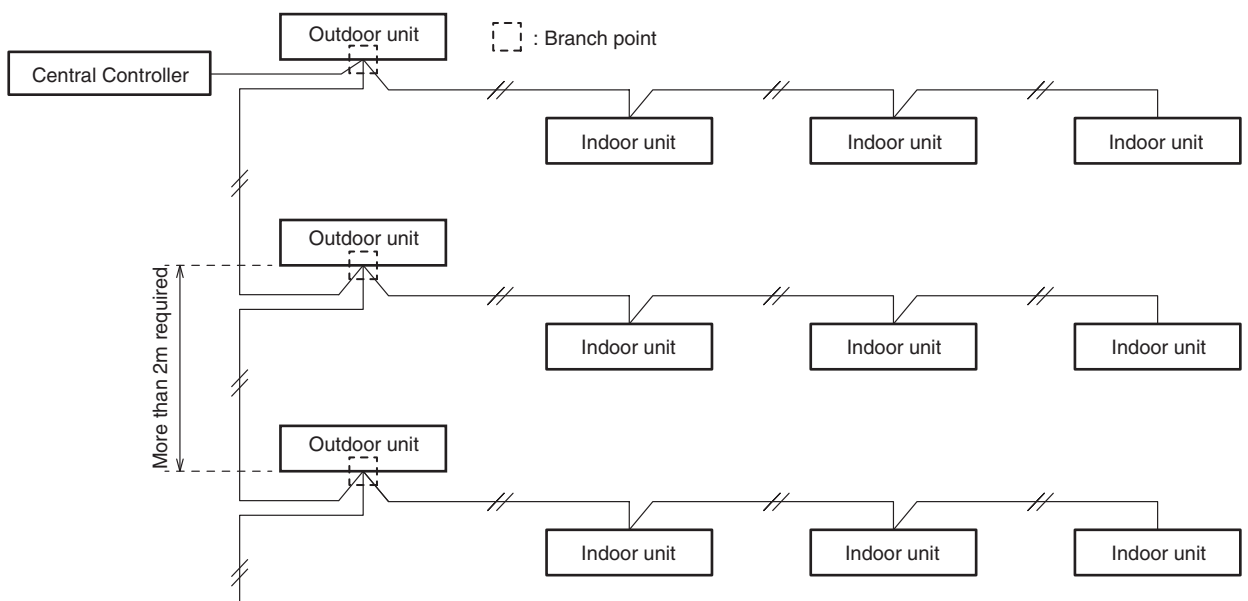 Outdoor unit
: Branch point
Central Controller
Indoor unit
Indoor unit
Indoor unit
Outdoor unit
More than 2m required
Indoor unit
Indoor unit
Indoor unit
Outdoor unit
Indoor unit
Indoor unit
Indoor unit